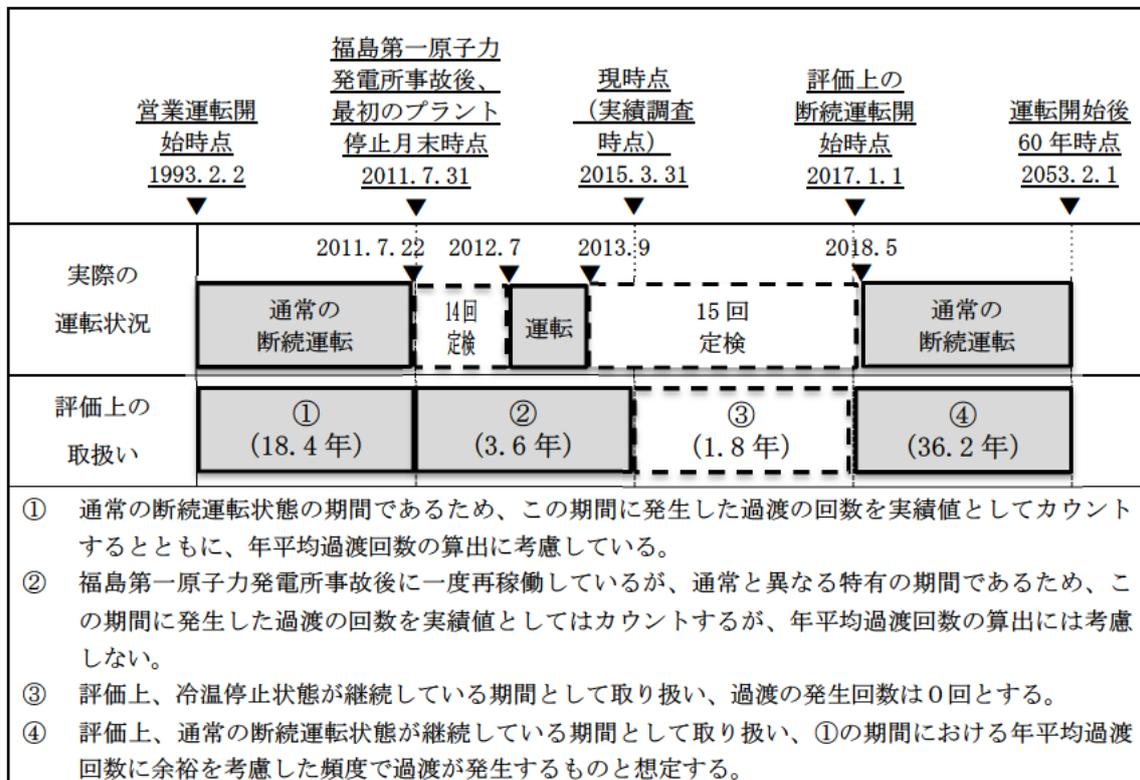 営業運転開
始時点
1993.2.2
福島第一原子力
発電所事故後、
最初のプラント
停止月末時点
2011.7.31
現時点
（実績調査
時点）
2015.3.31
評価上の
断続運転開
始時点
2017.1.1
運転開始後
60年時点
2053.2.1
実際の
運転状況
2011.7.22
2012.7
2013.9
2018.5
通常の
断続運転
14回
定検
運転
15回
定検
通常の
断続運転
評価上の
取扱い
①
(18.4年)
②
(3.6年)
③
(1.8年)
④
(36.2年)
① 通常の断続運転状態の期間であるため、この期間に発生した過渡の回数を実績値としてカウント
するとともに、年平均過渡回数の算出に考慮している。
② 福島第一原子力発電所事故後に一度再稼働しているが、通常と異なる特有の期間であるため、こ
の期間に発生した過渡の回数を実績値としてはカウントするが、年平均過渡回数の算出には考慮
しない。
③ 評価上、冷温停止状態が継続している期間として取り扱い、過渡の発生回数は０回とする。
④ 評価上、通常の断続運転状態が継続している期間として取り扱い、①の期間における年平均過渡
回数に余裕を考慮した頻度で過渡が発生するものと想定する。